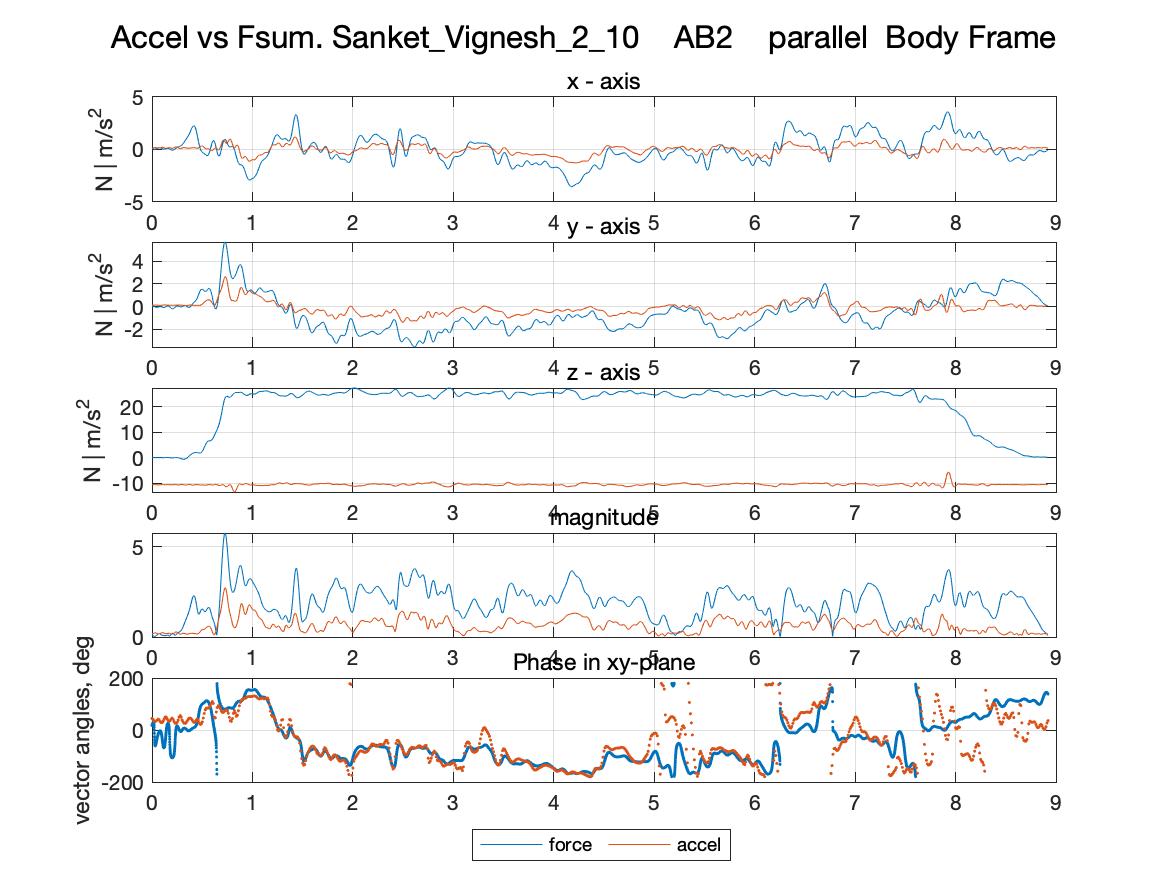 Accel vs Fsum. Sanket_Vignesh_2_10 AB2 parallel Body Frame
x - axis
N | m/s2
5
0
-5
0 1 2 3 4 5 6 7 8 9
y - axis
N | m/s2
4
2
0
-2
0 1 2 3 4 5 6 7 8 9
z - axis
N | m/s2
20
10
0
-10
0 1 2 3 4 5 6 7 8 9
magnitude
5
0
0 1 2 3 4 5 6 7 8 9
Phase in xy-plane
vector angles, deg
200
0
-200
0 1 2 3 4 5 6 7 8 9
force accel